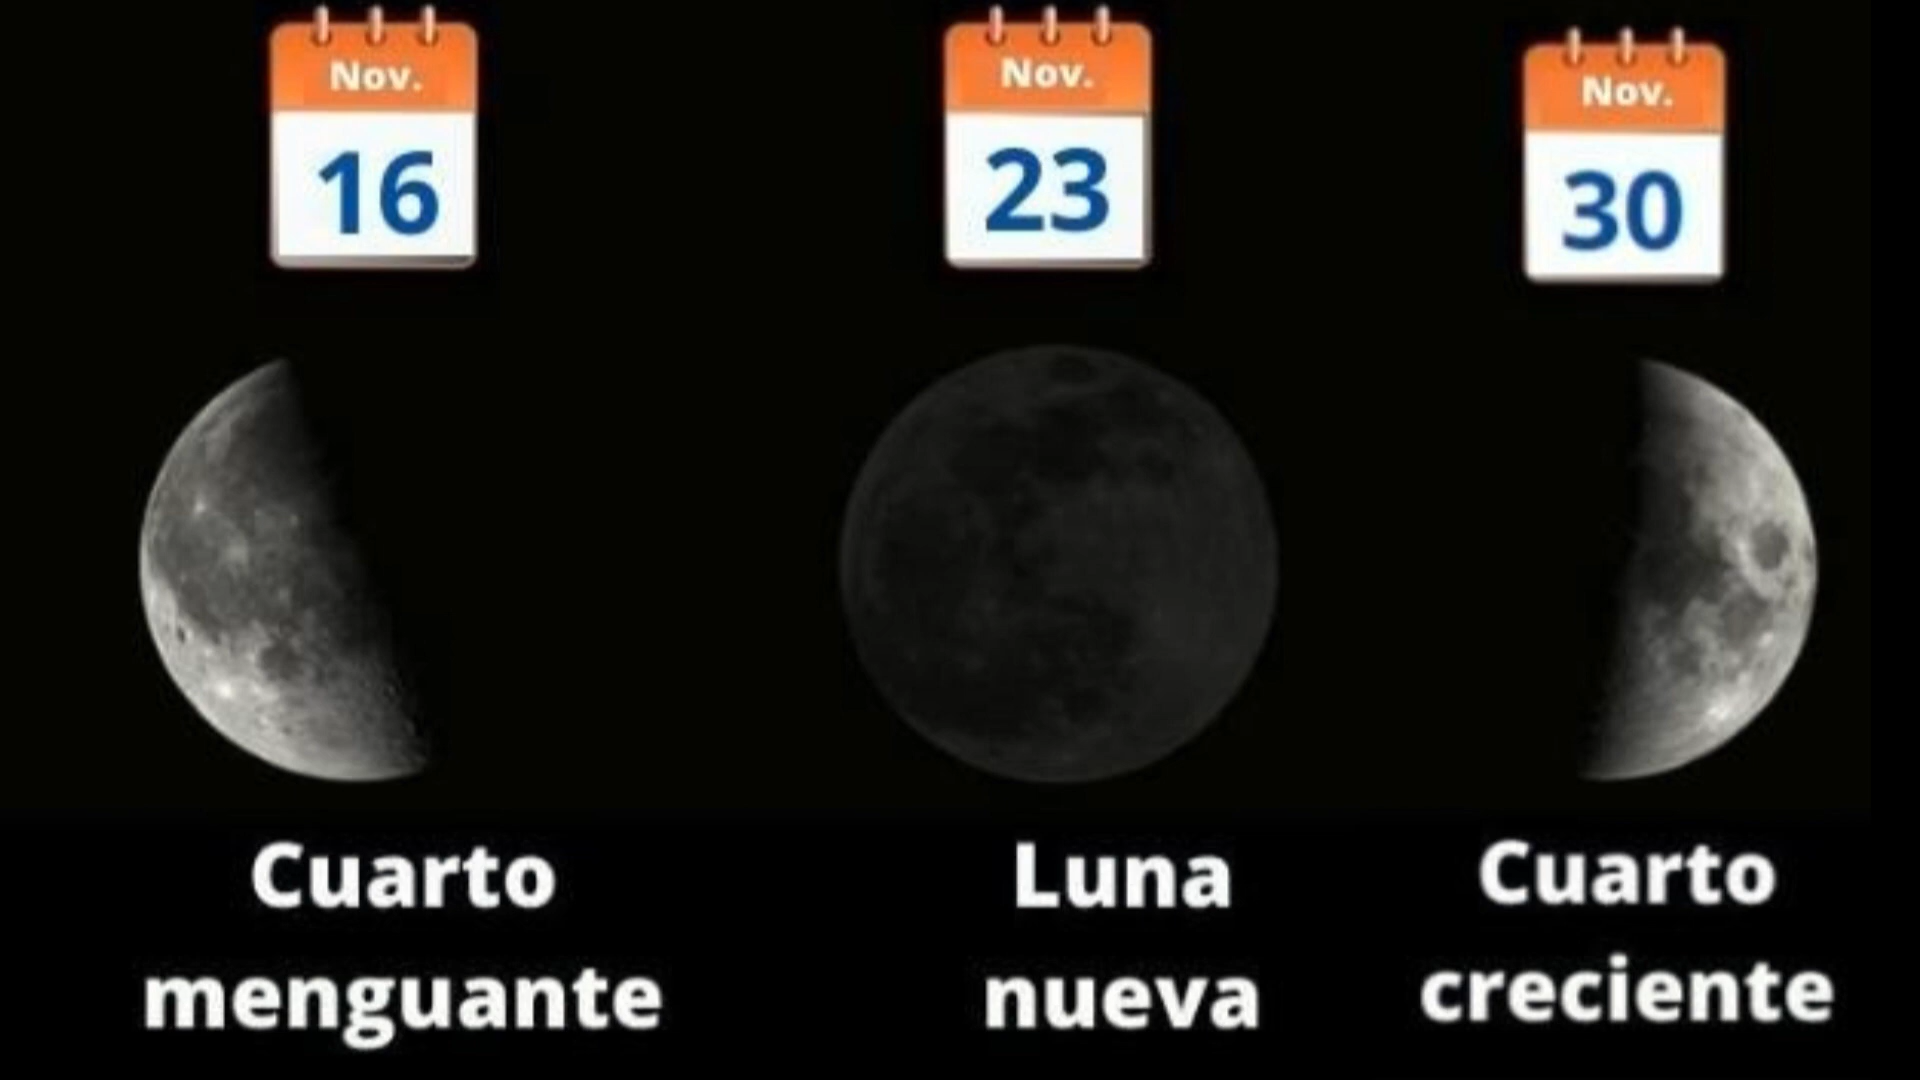 Nov.
16
Nov.
23
Nov.
30
Cuarto
menguante
Luna
nueva
Cuarto
creciente